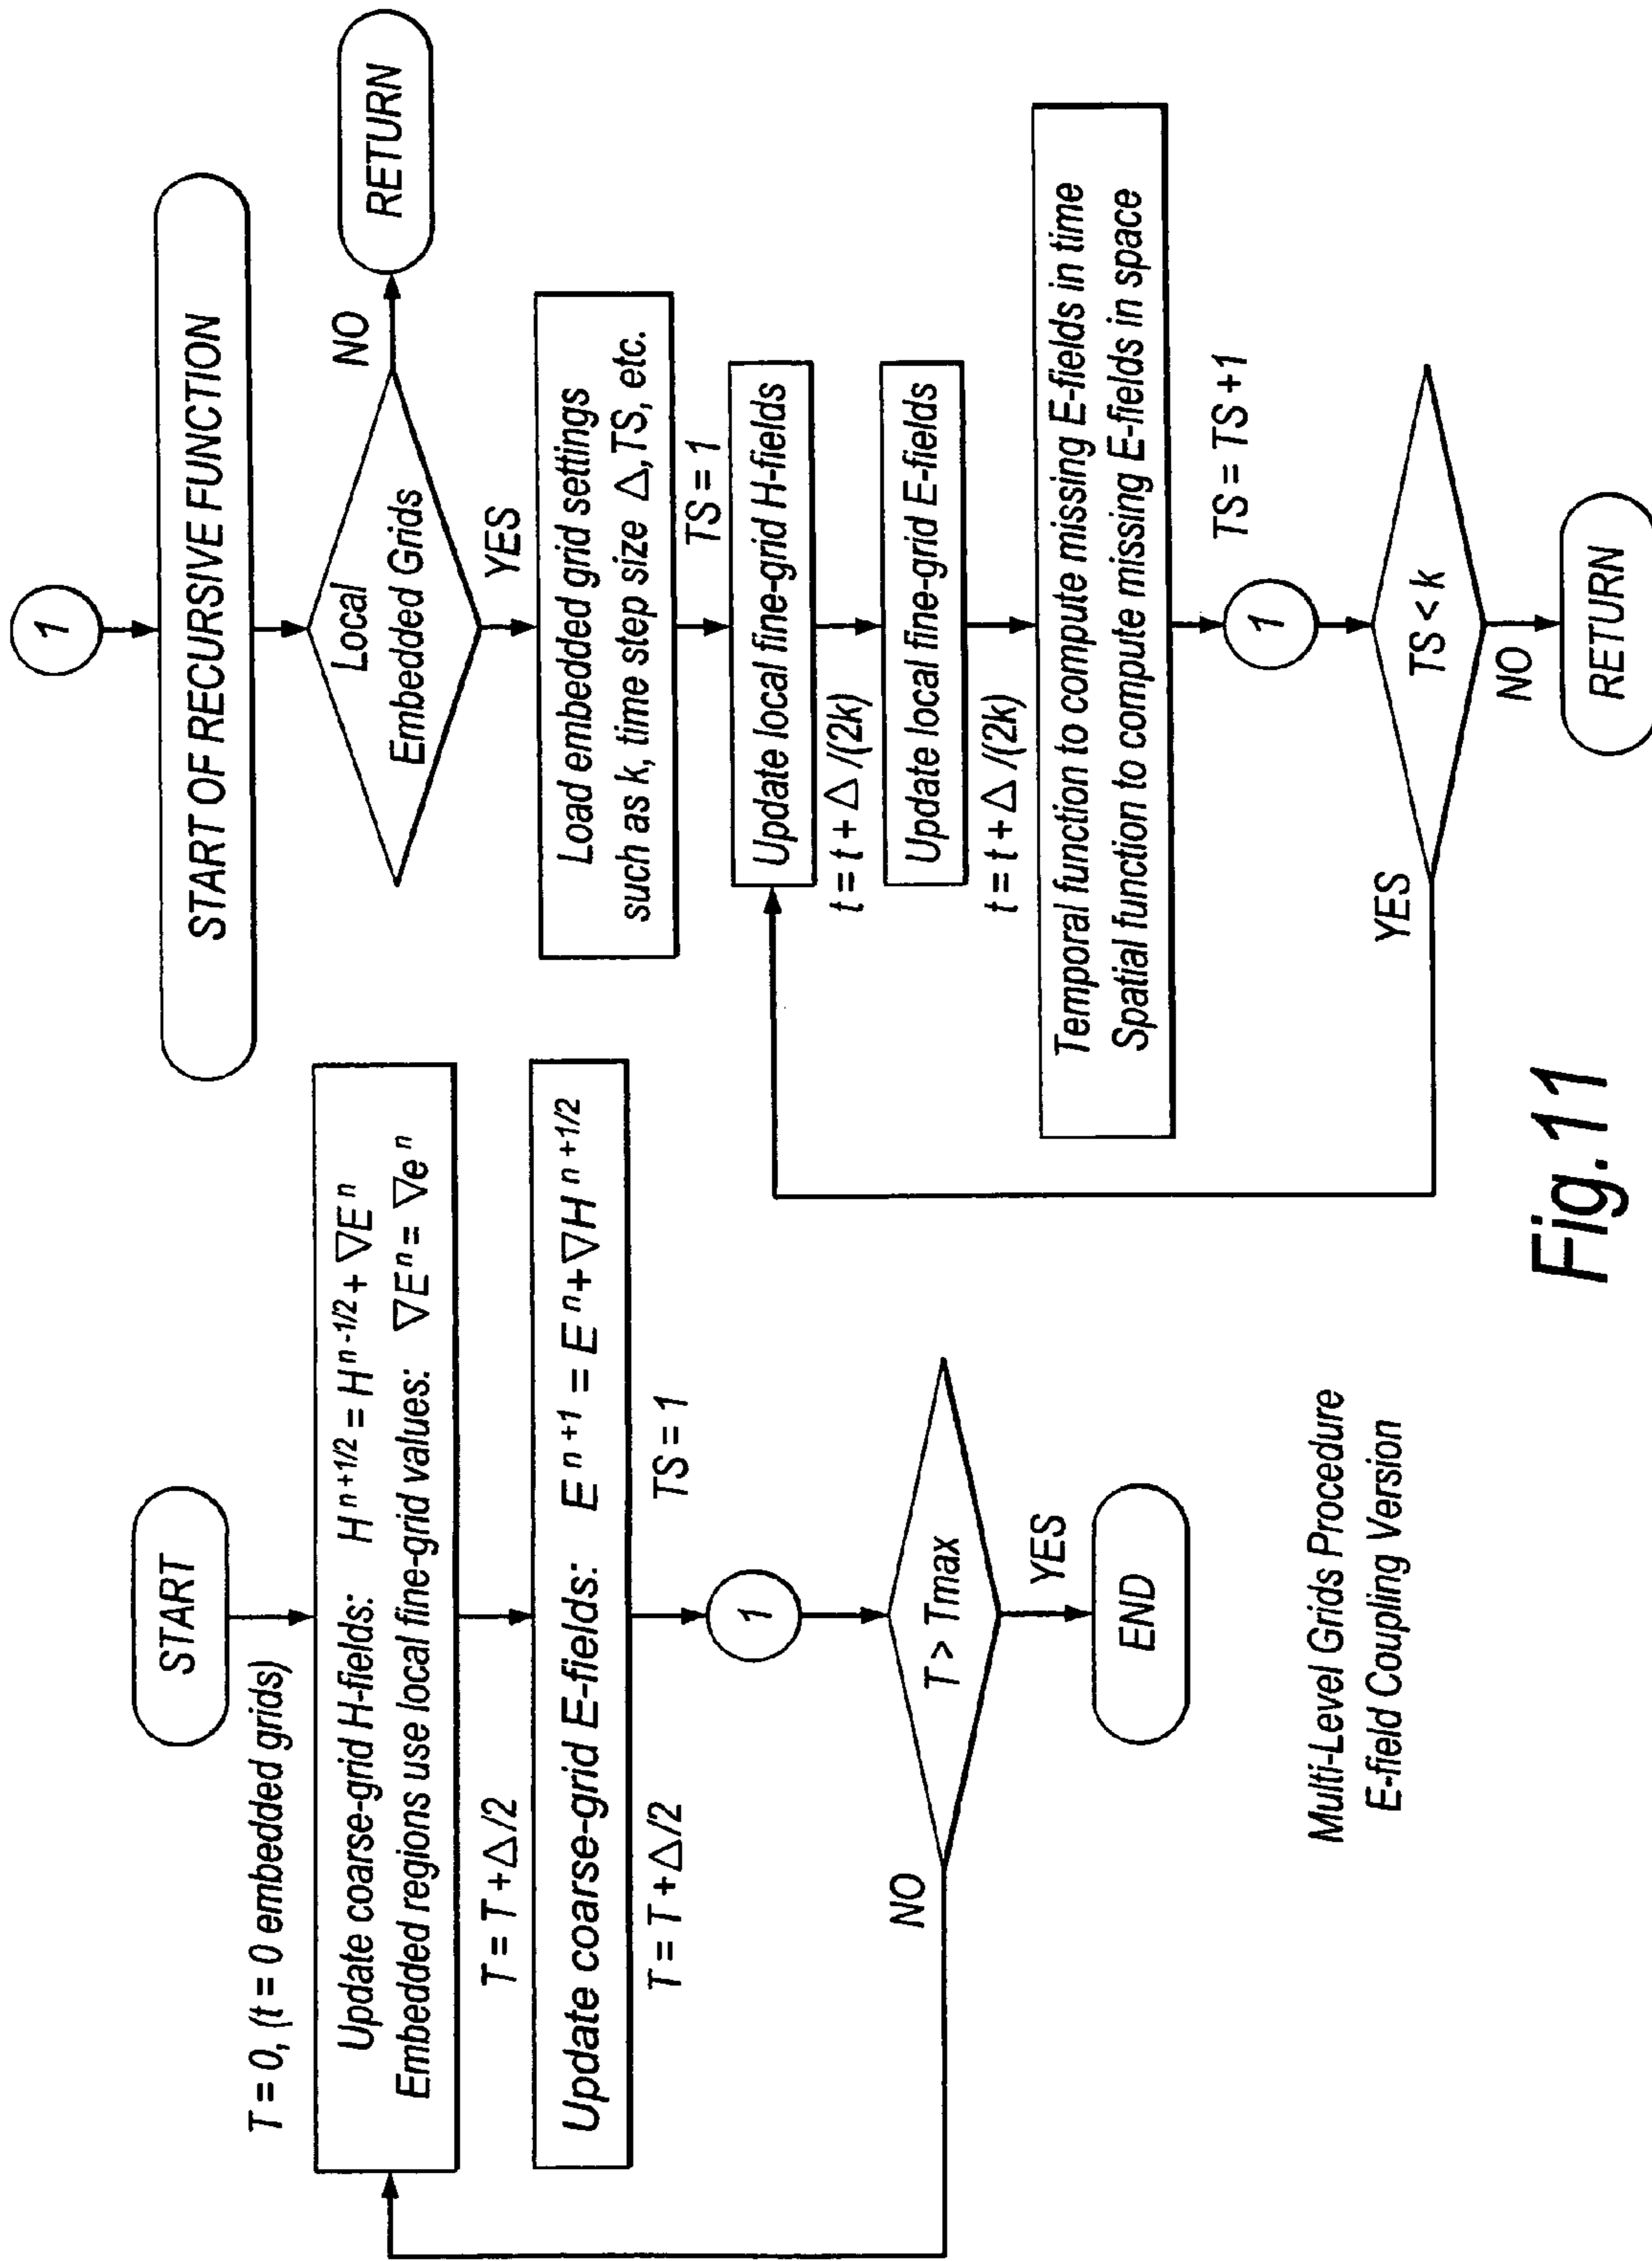 START
T = 0, (t = 0 embedded grids)
Update coarse-grid H-fields: H^{n+1/2} = H^{n-1/2} + ∇E^{n}
Embedded regions use local fine-grid values: ∇E^{n} = ∇e^{n}
T = T + △/2
Update coarse-grid E-fields: E^{n+1} = E^{n} + ∇H^{n+1/2}
T = T + △/2
TS = 1
1
T > Tmax
NO
YES
END
Multi-Level Grids Procedure
E-field Coupling Version
1
START OF RECURSIVE FUNCTION
Local
Embedded Grids
NO
RETURN
YES
Load embedded grid settings
such as k, time step size △,TS, etc.
TS = 1
Update local fine-grid H-fields
t = t + △/(2k)
Update local fine-grid E-fields
t = t + △/(2k)
Temporal function to compute missing E-fields in time
Spatial function to compute missing E-fields in space
TS = TS +1
1
TS < k
YES
NO
RETURN
Fig.11